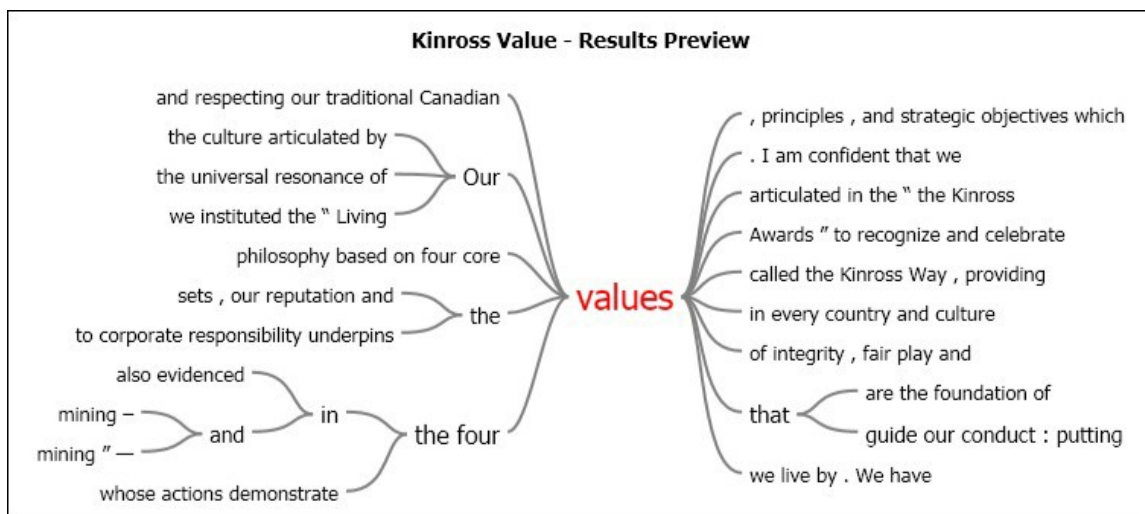 Kinross Value - Results Preview
and respecting our traditional Canadian
the culture articulated by
the universal resonance of
we instituted the “ Living
Our
philosophy based on four core
sets , our reputation and
to corporate responsibility underpins
the
also evidenced
mining –
mining ” —
and
in
whose actions demonstrate
the four
values
, principles , and strategic objectives which
. I am confident that we
articulated in the “ the Kinross
Awards ” to recognize and celebrate
called the Kinross Way , providing
in every country and culture
of integrity , fair play and
that
are the foundation of
guide our conduct : putting
we live by . We have